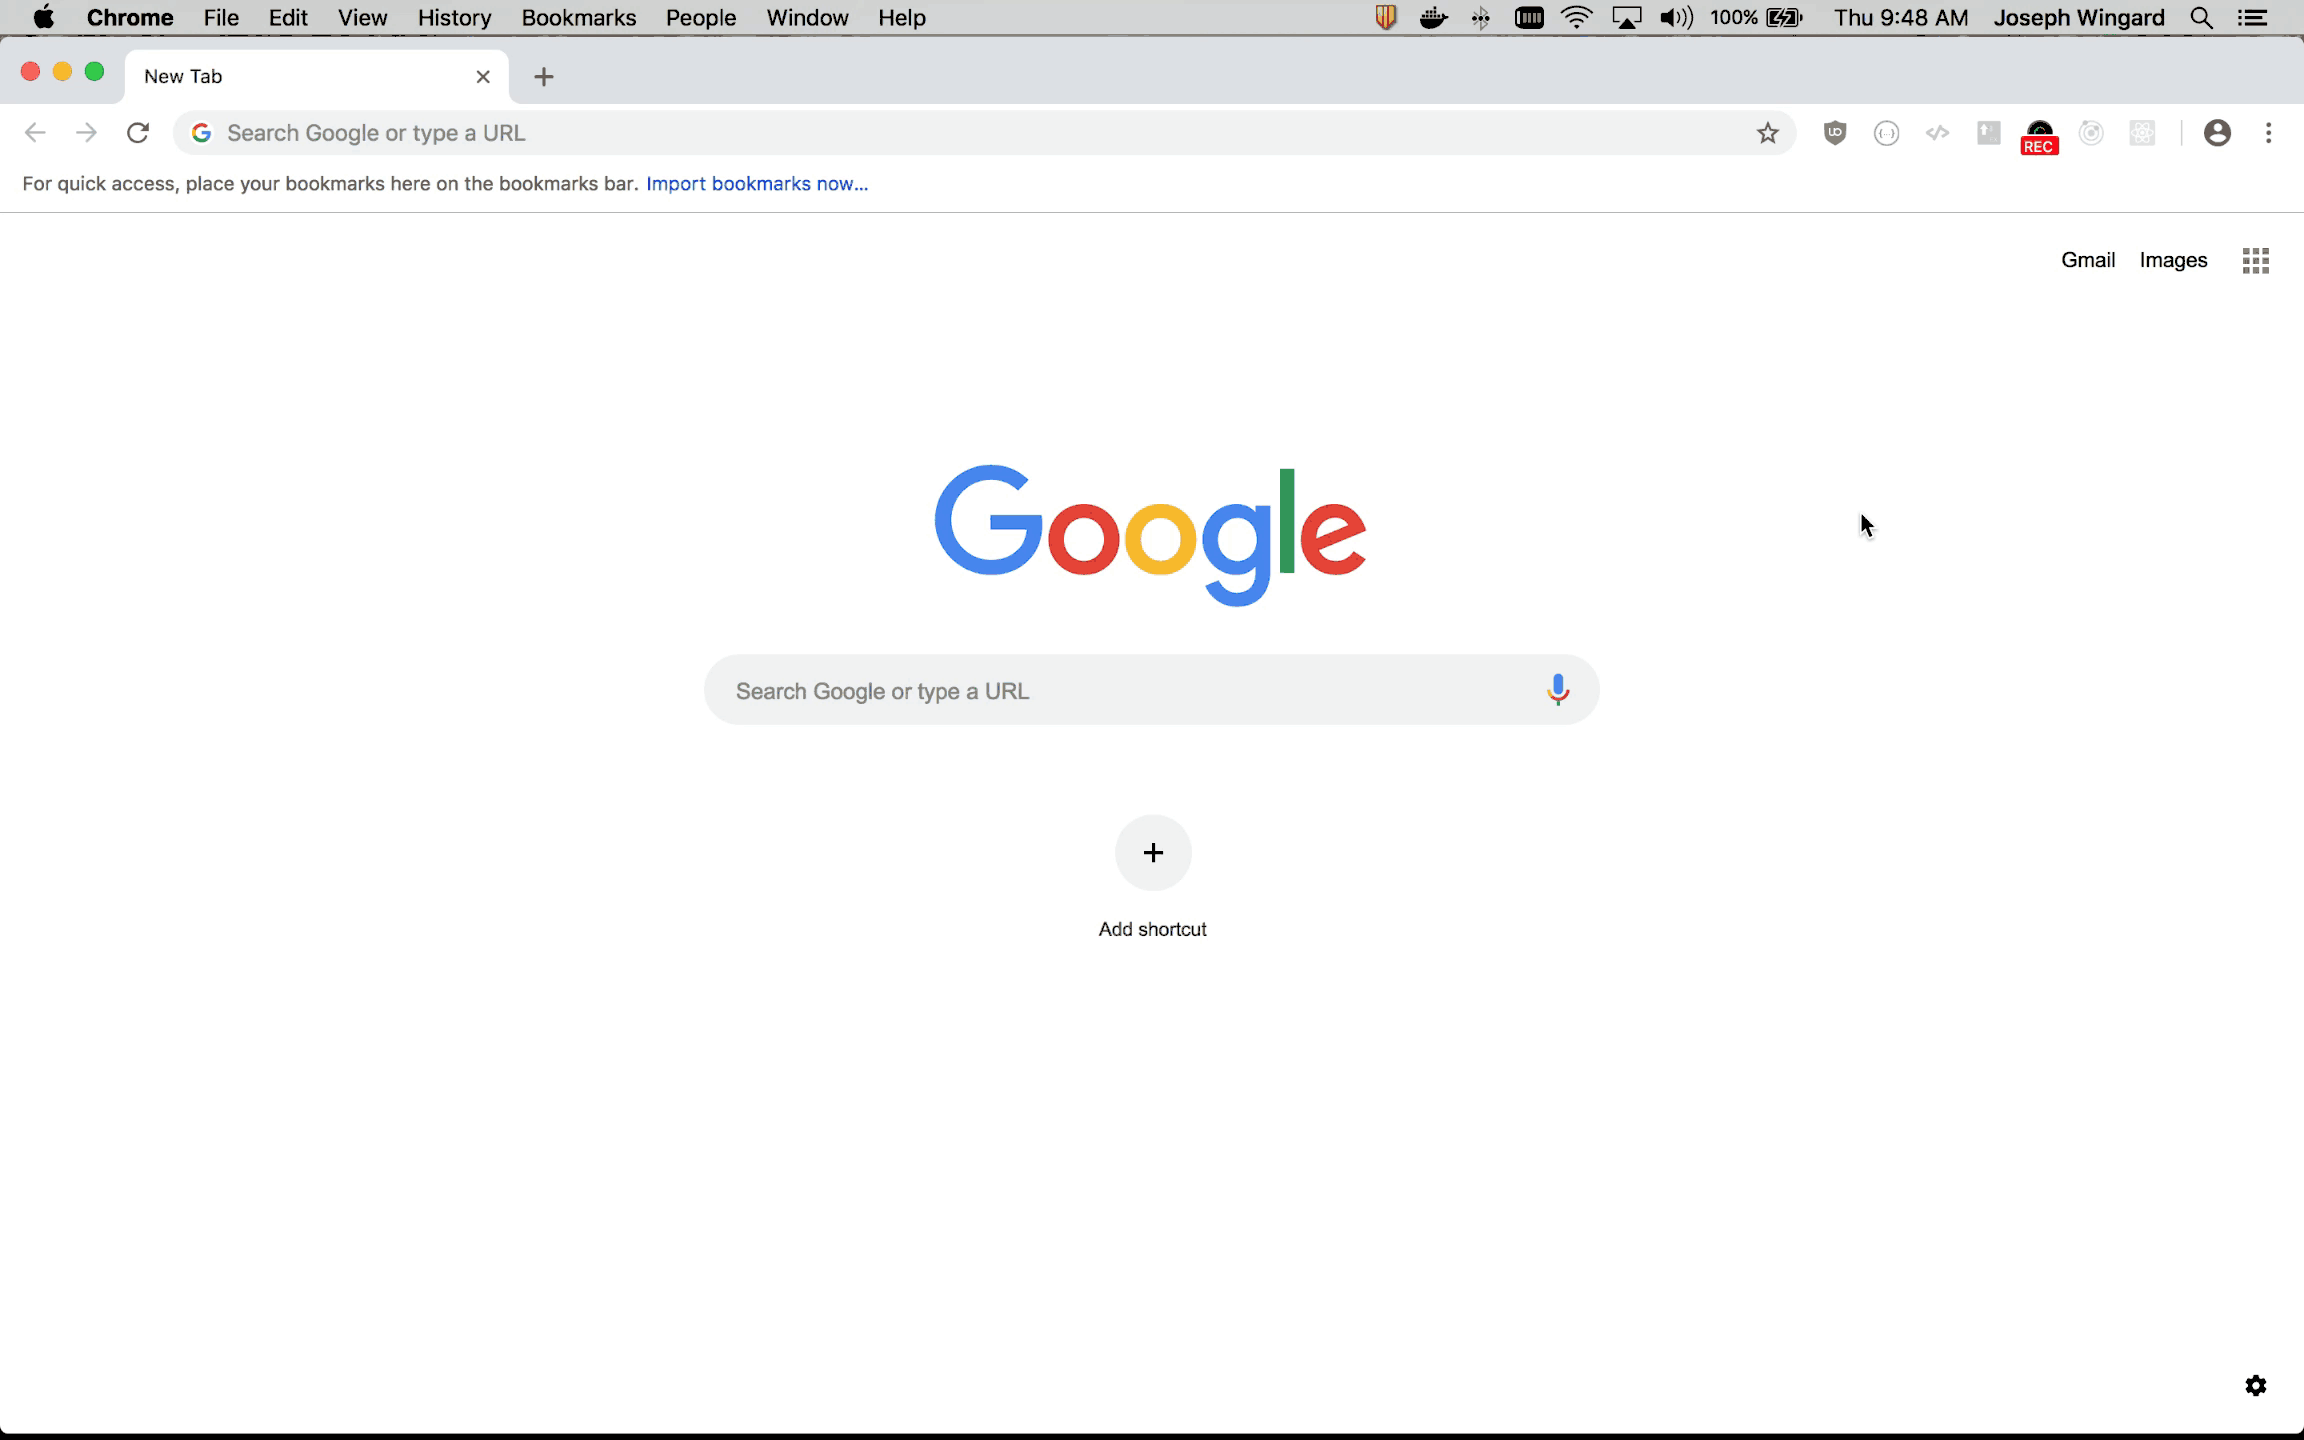 Chrome File Edit View History Bookmarks People Window Help 100% Thu 9:48 AM Joseph Wingard
New Tab
Search Google or type a URL REC
For quick access, place your bookmarks here on the bookmarks bar. Import bookmarks now...
Gmail Images
Google
Search Google or type a URL
Add shortcut